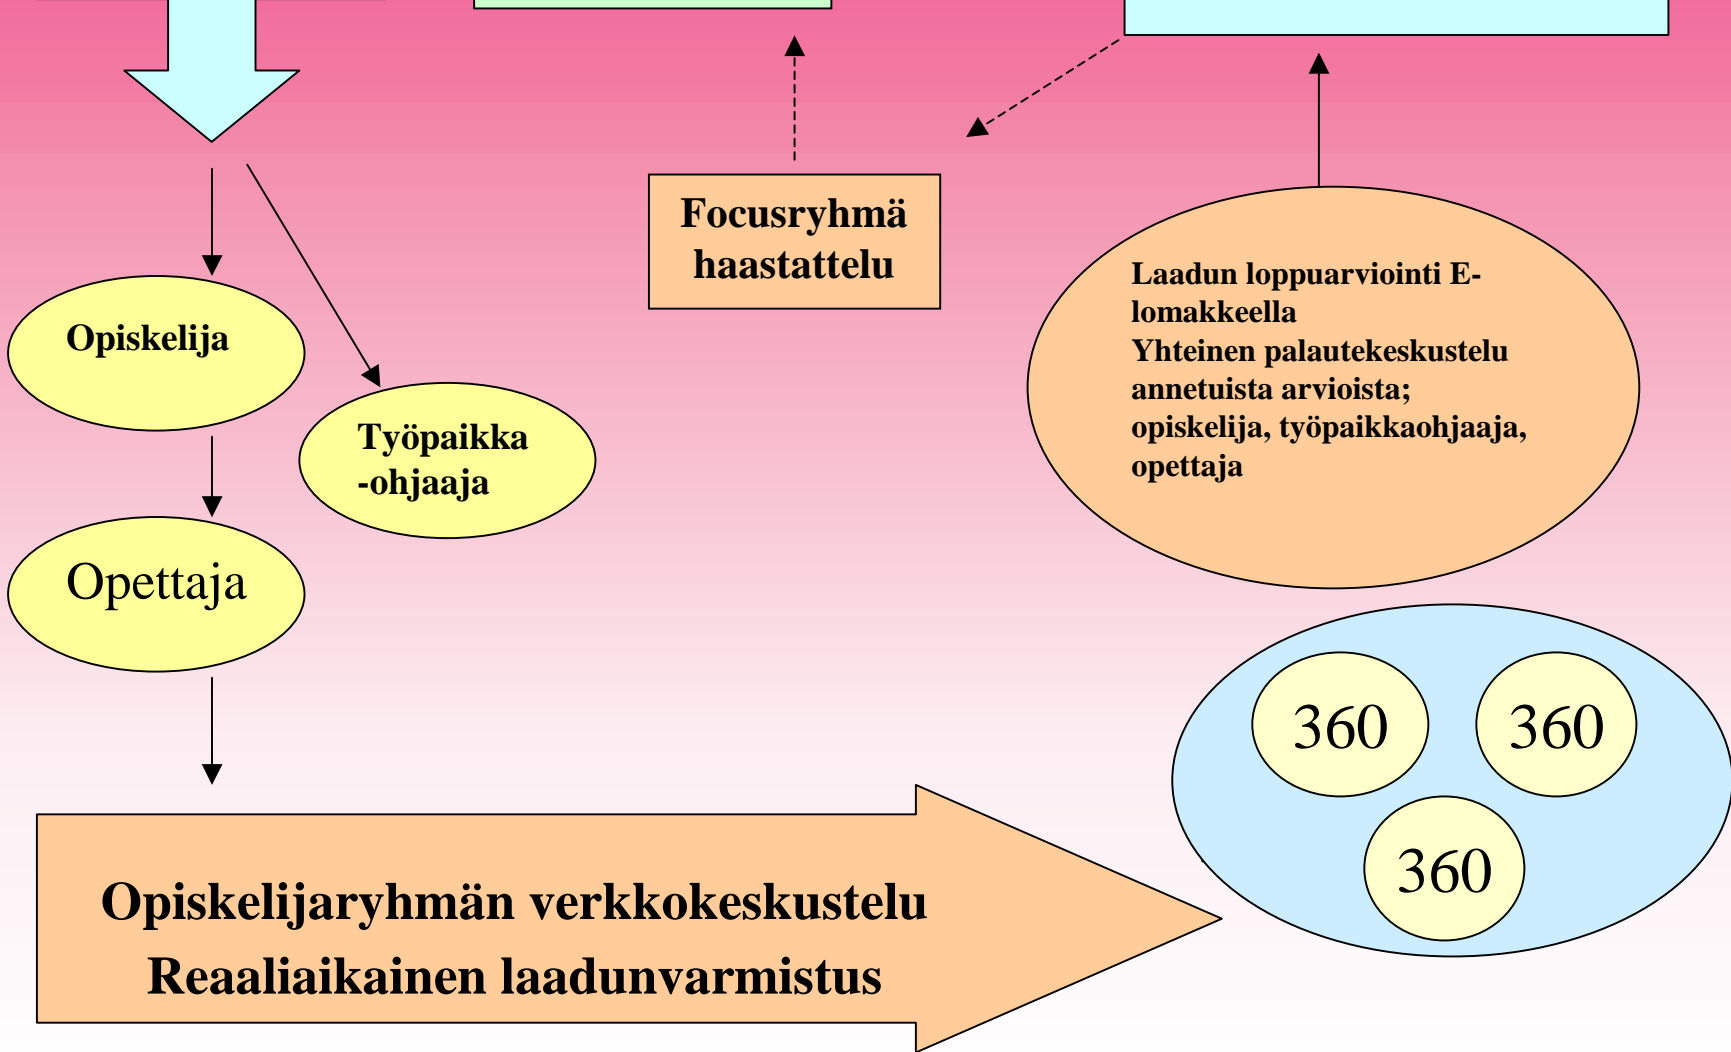 Focusryhmä
haastattelu
Opiskelija
Työpaikka
-ohjaaja
Opettaja
Laadun loppuarviointi E-
lomakkeella
Yhteinen palautekeskustelu
annetuista arvioista;
opiskelija, työpaikkaohjaaja,
opettaja
360
360
360
Opiskelijaryhmän verkkokeskustelu
Reaaliaikainen laadunvarmistus